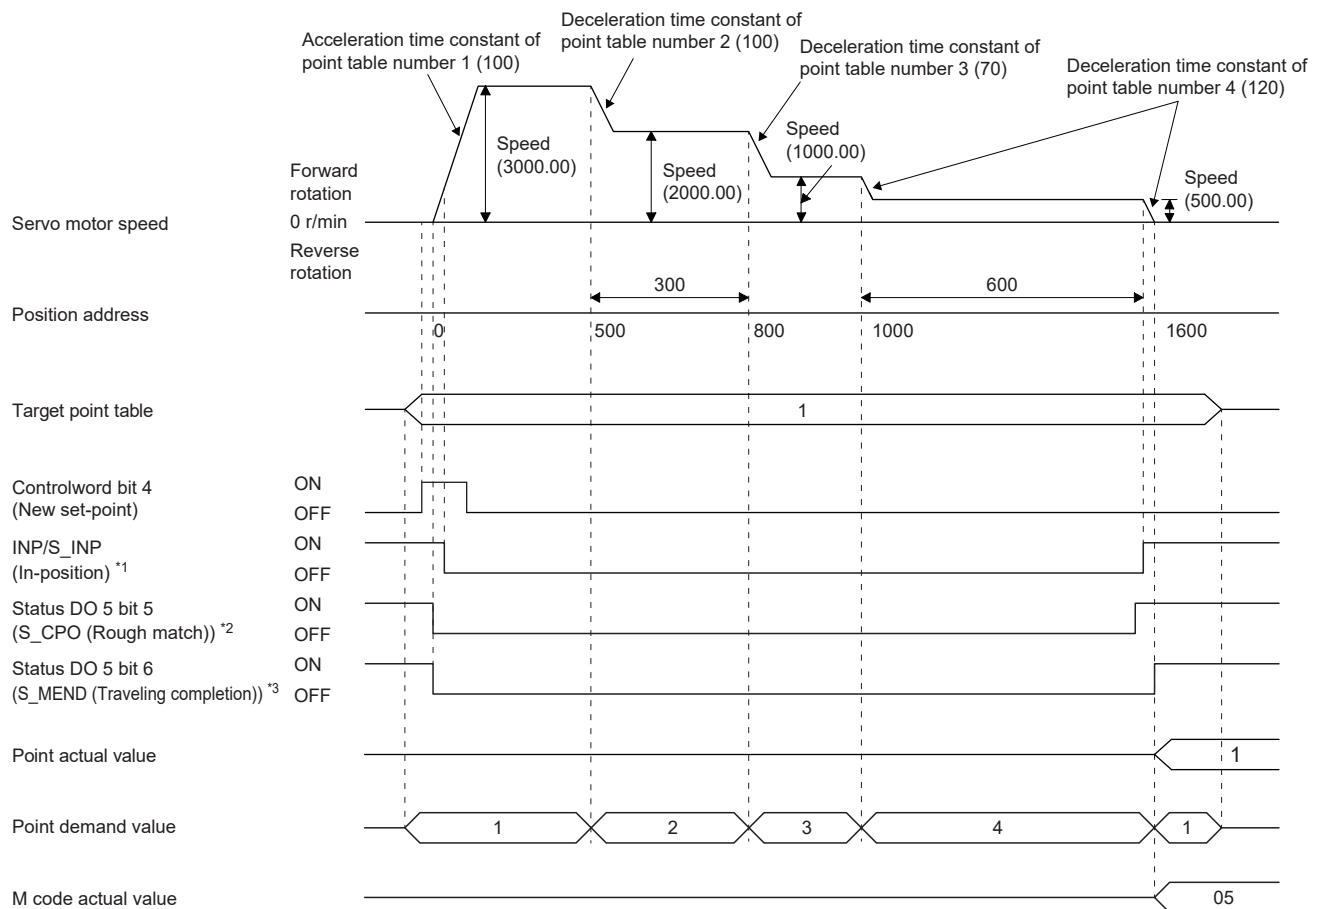 Deceleration time constant of
point table number 2 (100)
Acceleration time constant of
point table number 1 (100)
Deceleration time constant of
point table number 3 (70)
Deceleration time constant of
point table number 4 (120)
Speed
(3000.00)
Speed
(2000.00)
Speed
(1000.00)
Speed
(500.00)
Forward
rotation
Servo motor speed
0 r/min
Reverse
rotation
300
600
Position address
0
500
800
1000
1600
Target point table
1
Controlword bit 4
(New set-point)
ON
OFF
INP/S_INP
(In-position) *1
ON
OFF
Status DO 5 bit 5
(S_CPO (Rough match)) *2
ON
OFF
Status DO 5 bit 6
(S_MEND (Traveling completion)) *3
ON
OFF
Point actual value
1
Point demand value
1
2
3
4
1
M code actual value
05